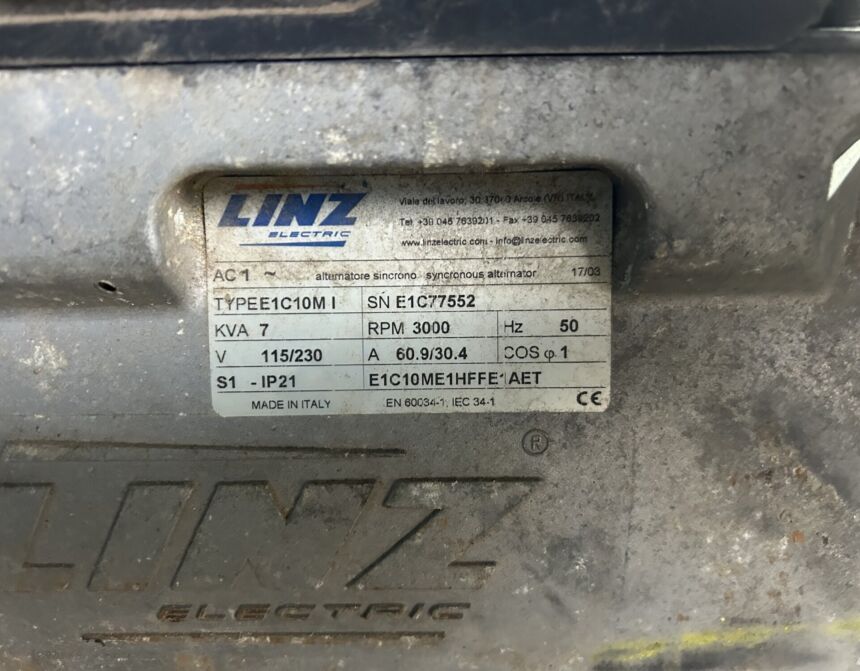 LINZ
ELECTRIC
Viale del lavoro, 30 37040 Arcole (VR) ITALY
Tel. +39 045 7639201 - Fax +39 045 7639202
www.linzelectric.com - info@linzelectric.com
AC 1 ~ alternatore sincrono synchronous alternator 17/03
TYPE E1C10M I SN E1C77552
KVA 7 RPM 3000 Hz 50
V 115/230 A 60.9/30.4 COS φ 1
S1 - IP21 E1C10ME1HFFE1AET
MADE IN ITALY EN 60034-1, IEC 34-1 CE
®
LINZ
ELECTRIC